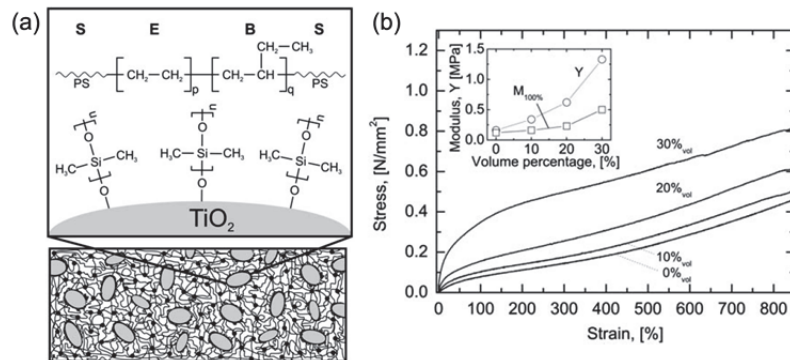 (a)
S E B S
CH₂–CH₃
CH₂–CH₂ CH₂–CH
PS p q PS
n n n
O O O
H₃C–Si–CH₃ H₃C–Si–CH₃ H₃C–Si–CH₃
O O O
TiO₂
(b)
Stress, [N/mm²]
1.2
1.0
0.8
0.6
0.4
0.2
0.0
Modulus, Y [MPa]
1.5
1.0
0.5
0.0
Y
M100%
0 10 20 30
Volume percentage, [%]
30%vol
20%vol
10%vol
0%vol
0 100 200 300 400 500 600 700 800
Strain, [%]